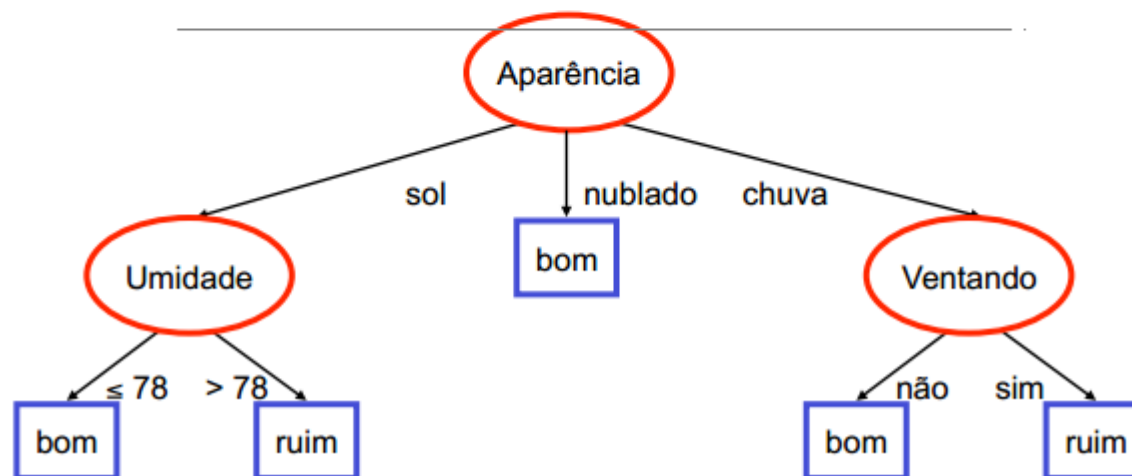 Aparência
sol nublado chuva
bom
Umidade Ventando
≤ 78 > 78 não sim
bom ruim bom ruim